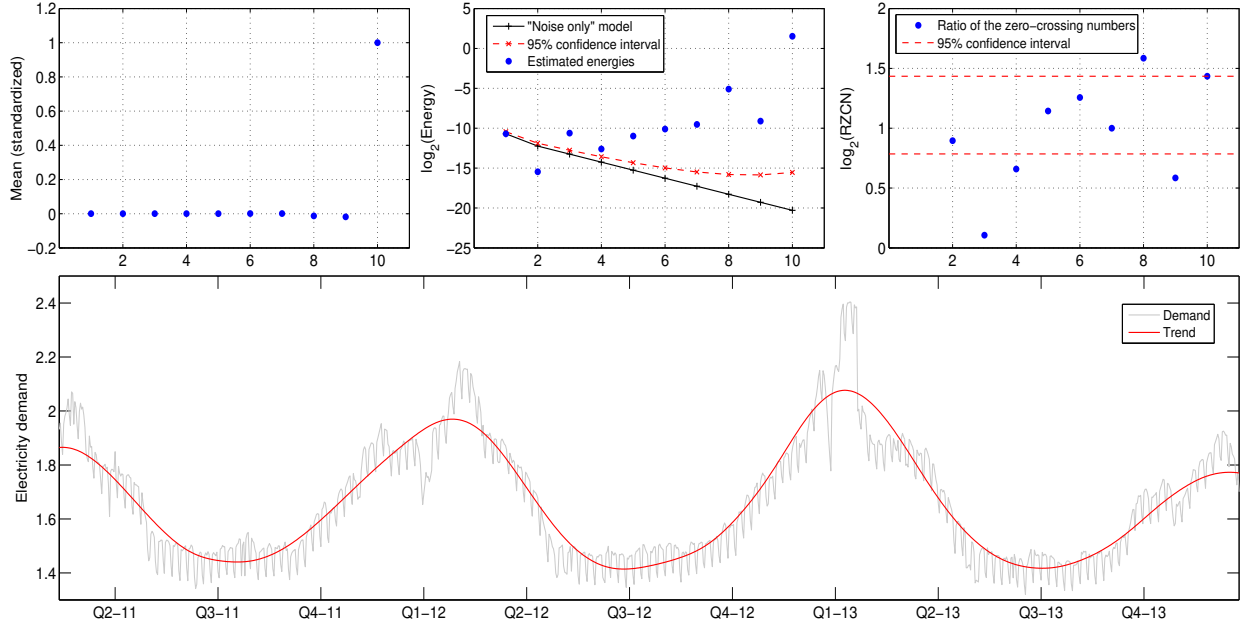 1.2
1
0.8
0.6
0.4
0.2
0
−0.2
Mean (standardized)
2 4 6 8 10
5
0
−5
−10
−15
−20
−25
log2(Energy)
"Noise only" model
95% confidence interval
Estimated energies
2 4 6 8 10
2
1.5
1
0.5
0
log2(RZCN)
Ratio of the zero−crossing numbers
95% confidence interval
2 4 6 8 10
2.4
2.2
2
1.8
1.6
1.4
Electricity demand
Demand
Trend
Q2−11 Q3−11 Q4−11 Q1−12 Q2−12 Q3−12 Q4−12 Q1−13 Q2−13 Q3−13 Q4−13